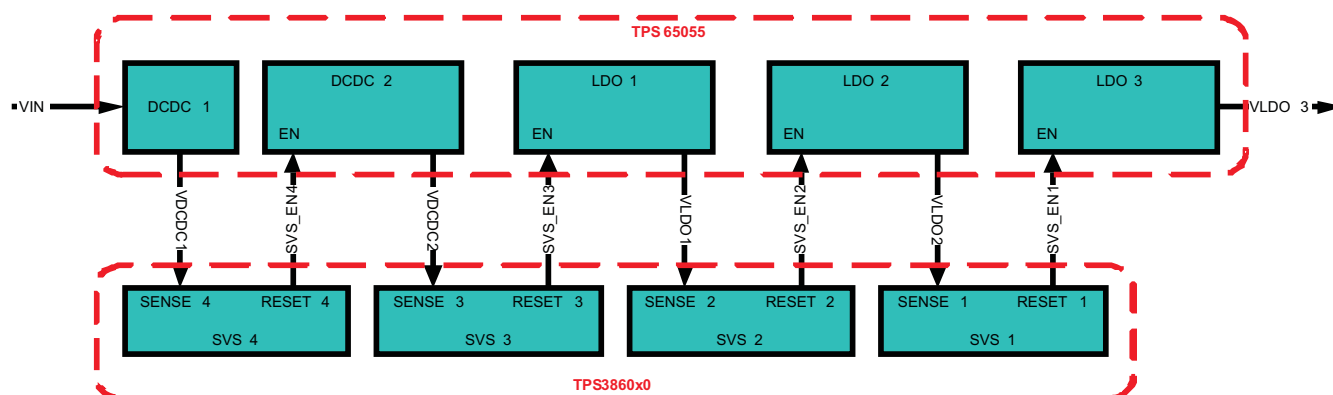 TPS 65055
DCDC 1
DCDC 2
EN
LDO 1
EN
LDO 2
EN
LDO 3
EN
VIN
VLDO 3
VDCDC1
SVS_EN4
VDCDC2
SVS_EN3
VLDO1
SVS_EN2
VLDO2
SVS_EN1
SENSE 4 RESET 4
SVS 4
SENSE 3 RESET 3
SVS 3
SENSE 2 RESET 2
SVS 2
SENSE 1 RESET 1
SVS 1
TPS3860x0